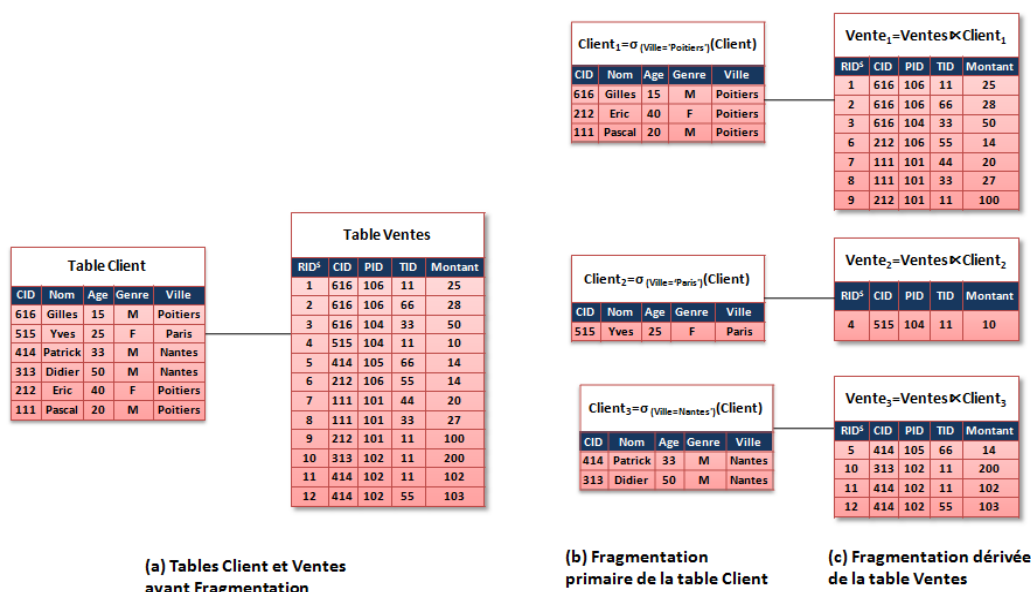 Table Client
CID Nom Age Genre Ville
616 Gilles 15 M Poitiers
515 Yves 25 F Paris
414 Patrick 33 M Nantes
313 Didier 50 M Nantes
212 Eric 40 F Poitiers
111 Pascal 20 M Poitiers
Table Ventes
RIDˢ CID PID TID Montant
1 616 106 11 25
2 616 106 66 28
3 616 104 33 50
4 515 104 11 10
5 414 105 66 14
6 212 106 55 14
7 111 101 44 20
8 111 101 33 27
9 212 101 11 100
10 313 102 11 200
11 414 102 11 102
12 414 102 55 103
(a) Tables Client et Ventes
avant Fragmentation
Client₁=σ (Ville='Poitiers')(Client)
CID Nom Age Genre Ville
616 Gilles 15 M Poitiers
212 Eric 40 F Poitiers
111 Pascal 20 M Poitiers
Client₂=σ (Ville='Paris')(Client)
CID Nom Age Genre Ville
515 Yves 25 F Paris
Client₃=σ (Ville=Nantes')(Client)
CID Nom Age Genre Ville
414 Patrick 33 M Nantes
313 Didier 50 M Nantes
(b) Fragmentation
primaire de la table Client
Vente₁=Ventes⋉Client₁
RIDˢ CID PID TID Montant
1 616 106 11 25
2 616 106 66 28
3 616 104 33 50
6 212 106 55 14
7 111 101 44 20
8 111 101 33 27
9 212 101 11 100
Vente₂=Ventes⋉Client₂
RIDˢ CID PID TID Montant
4 515 104 11 10
Vente₃=Ventes⋉Client₃
RIDˢ CID PID TID Montant
5 414 105 66 14
10 313 102 11 200
11 414 102 11 102
12 414 102 55 103
(c) Fragmentation dérivée
de la table Ventes